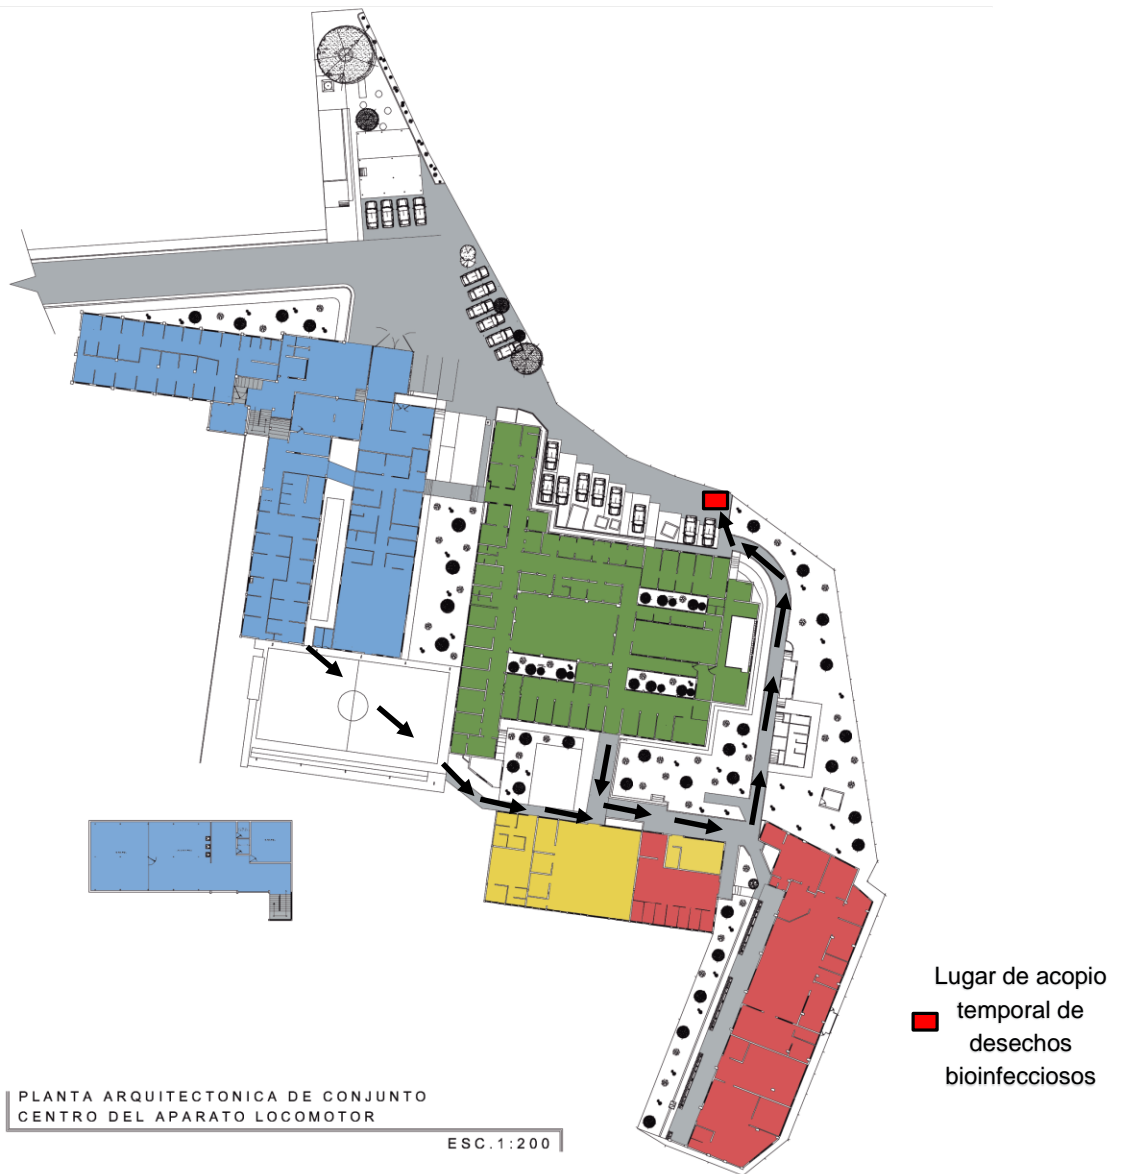 Lugar de acopio
temporal de
desechos
bioinfecciosos
PLANTA ARQUITECTONICA DE CONJUNTO
CENTRO DEL APARATO LOCOMOTOR
ESC.1:200